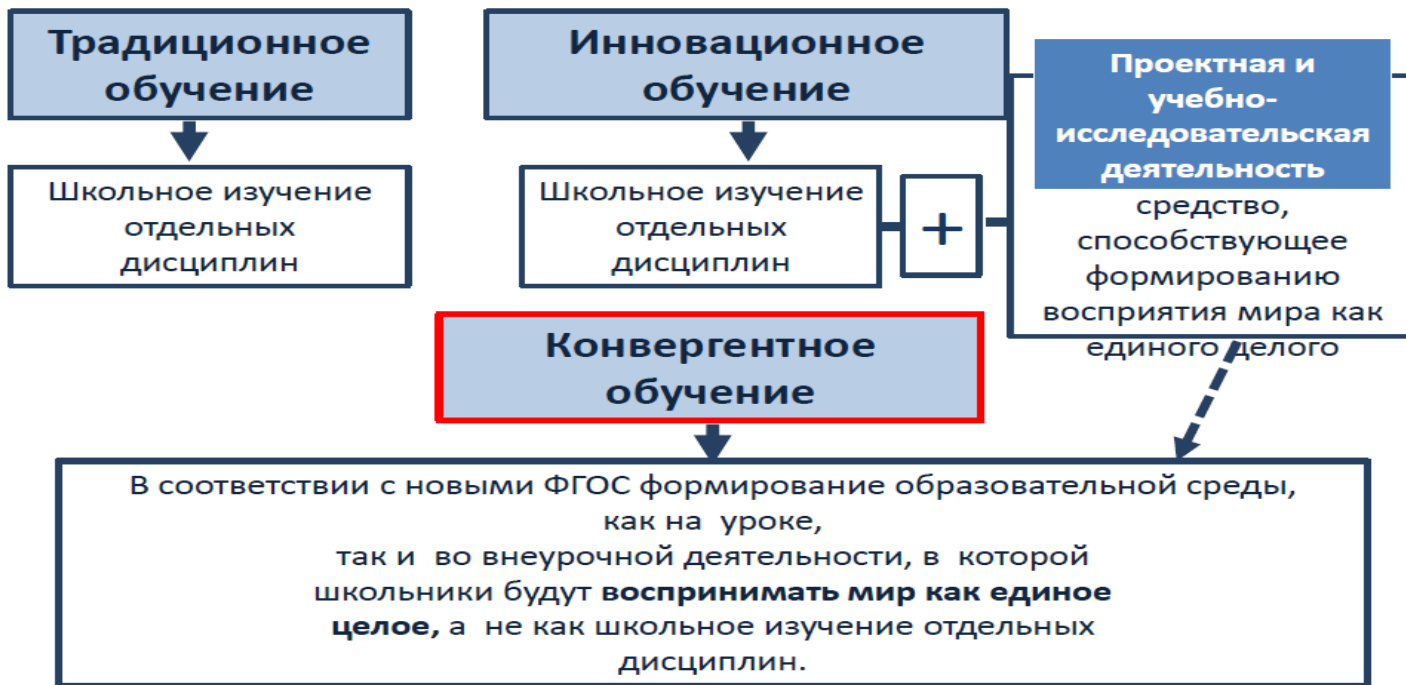 Традиционное
обучение
Школьное изучение
отдельных
дисциплин
Инновационное
обучение
Школьное изучение
отдельных
дисциплин
+
Проектная и
учебно-
исследовательская
деятельность
средство,
способствующее
формированию
восприятия мира как
единого делого
Конвергентное
обучение
В соответствии с новыми ФГОС формирование образовательной среды,
как на уроке,
так и во внеурочной деятельности, в которой
школьники будут воспринимать мир как единое
целое, а не как школьное изучение отдельных
дисциплин.